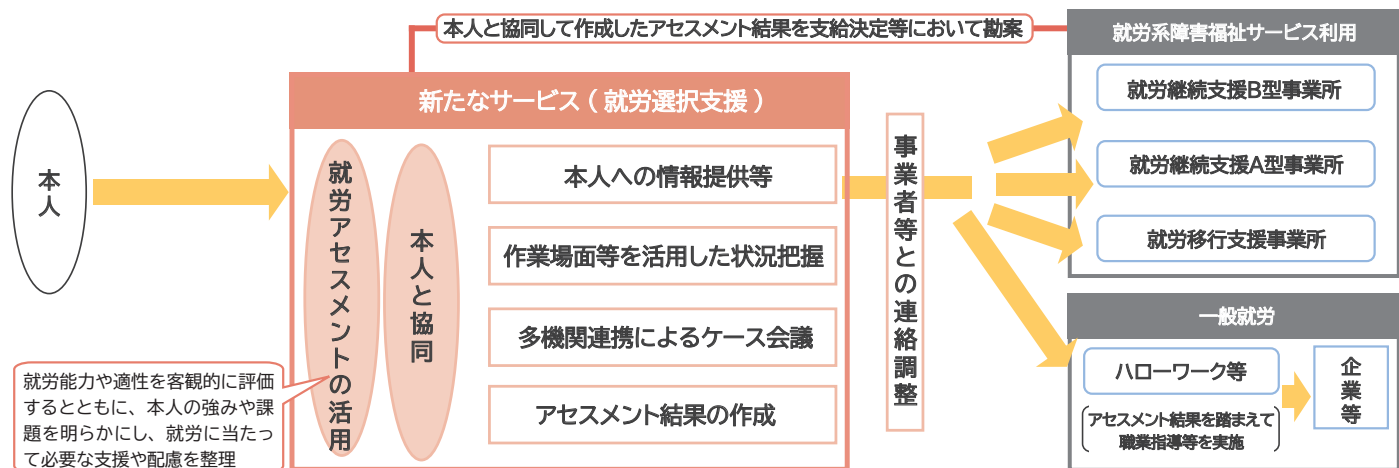 本人と協同して作成したアセスメント結果を支給決定等において勘案
就労系障害福祉サービス利用
就労継続支援B型事業所
就労継続支援A型事業所
就労移行支援事業所
新たなサービス(就労選択支援)
本人
就労アセスメントの活用
本人と協同
本人への情報提供等
作業場面等を活用した状況把握
多機関連携によるケース会議
アセスメント結果の作成
事業者等との連絡調整
就労能力や適性を客観的に評価
するとともに、本人の強みや課
題を明らかにし、就労に当たっ
て必要な支援や配慮を整理
一般就労
ハローワーク等
アセスメント結果を踏まえて
職業指導等を実施
企業等